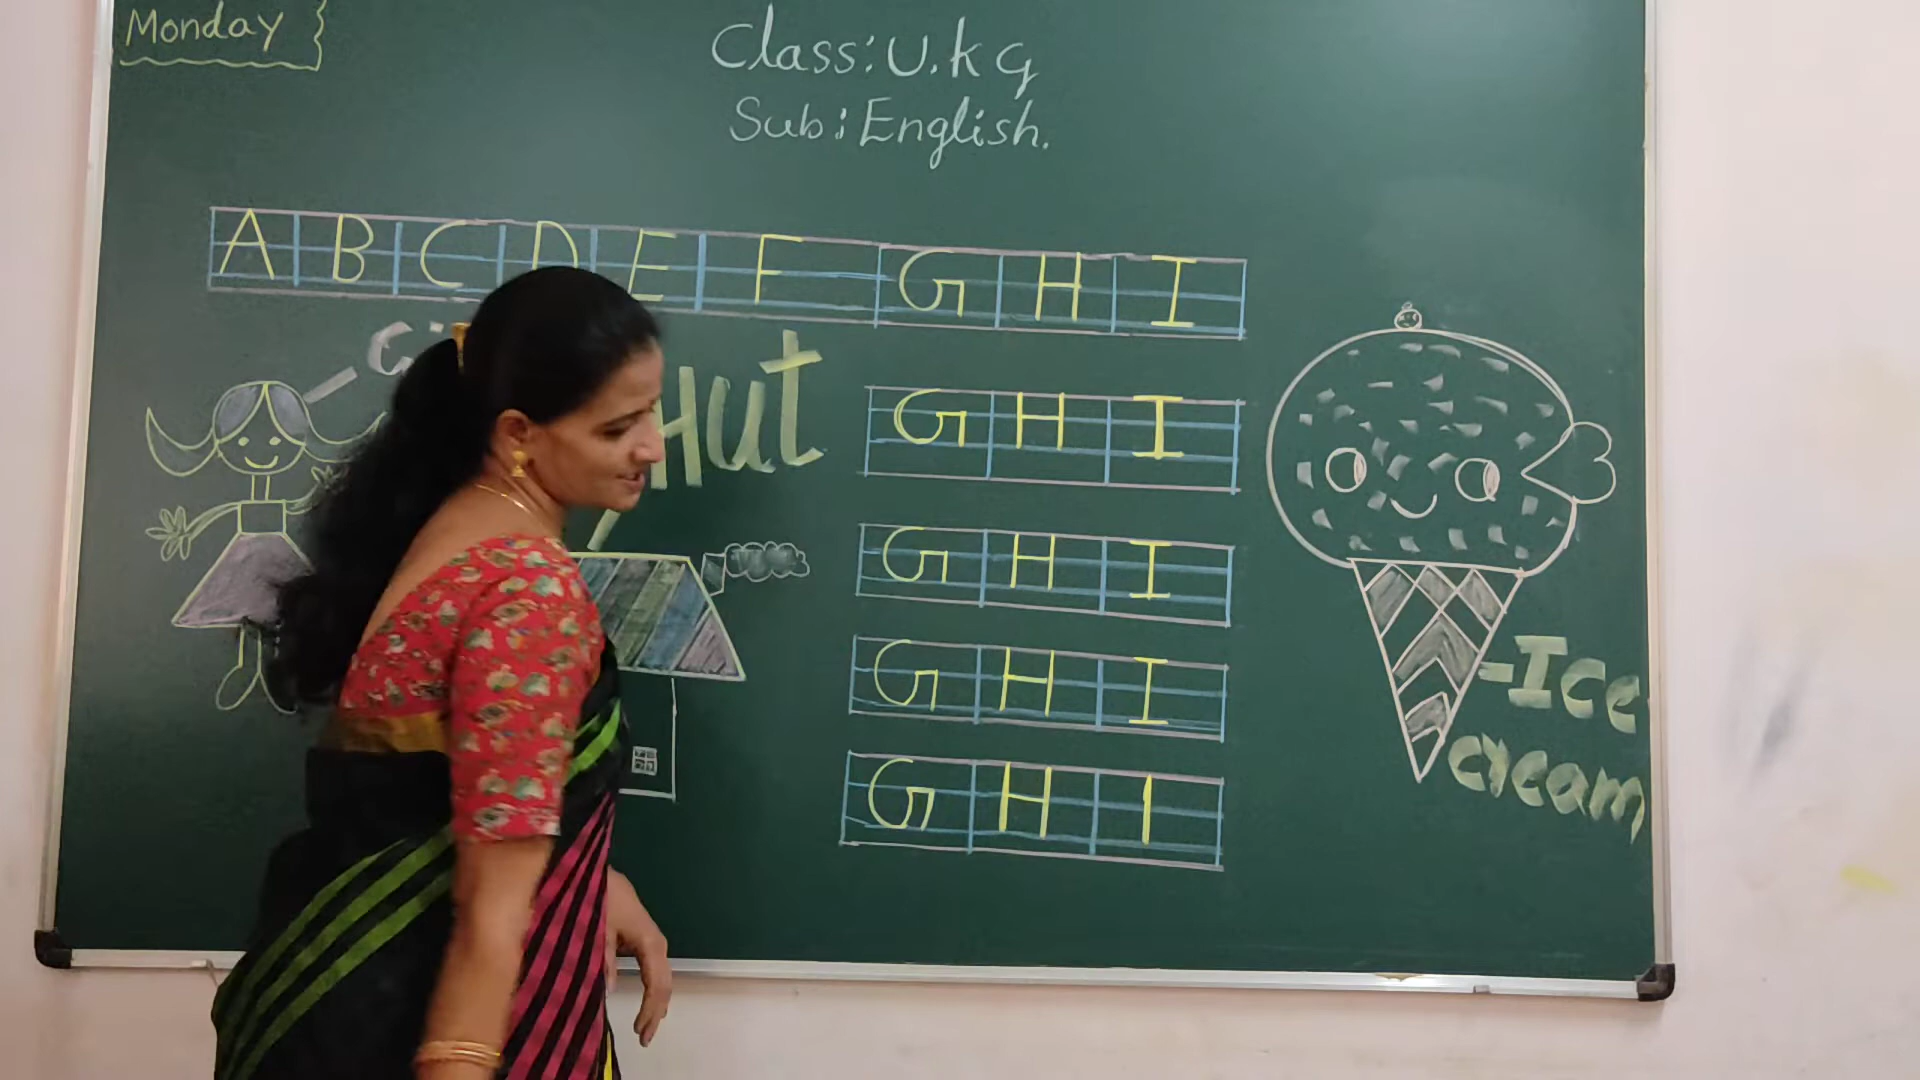 Monday
Class: U.k G
Sub: English.
A B C D E F G H I
Hut
G H I
G H I
G H I
G H I
-Ice
cream